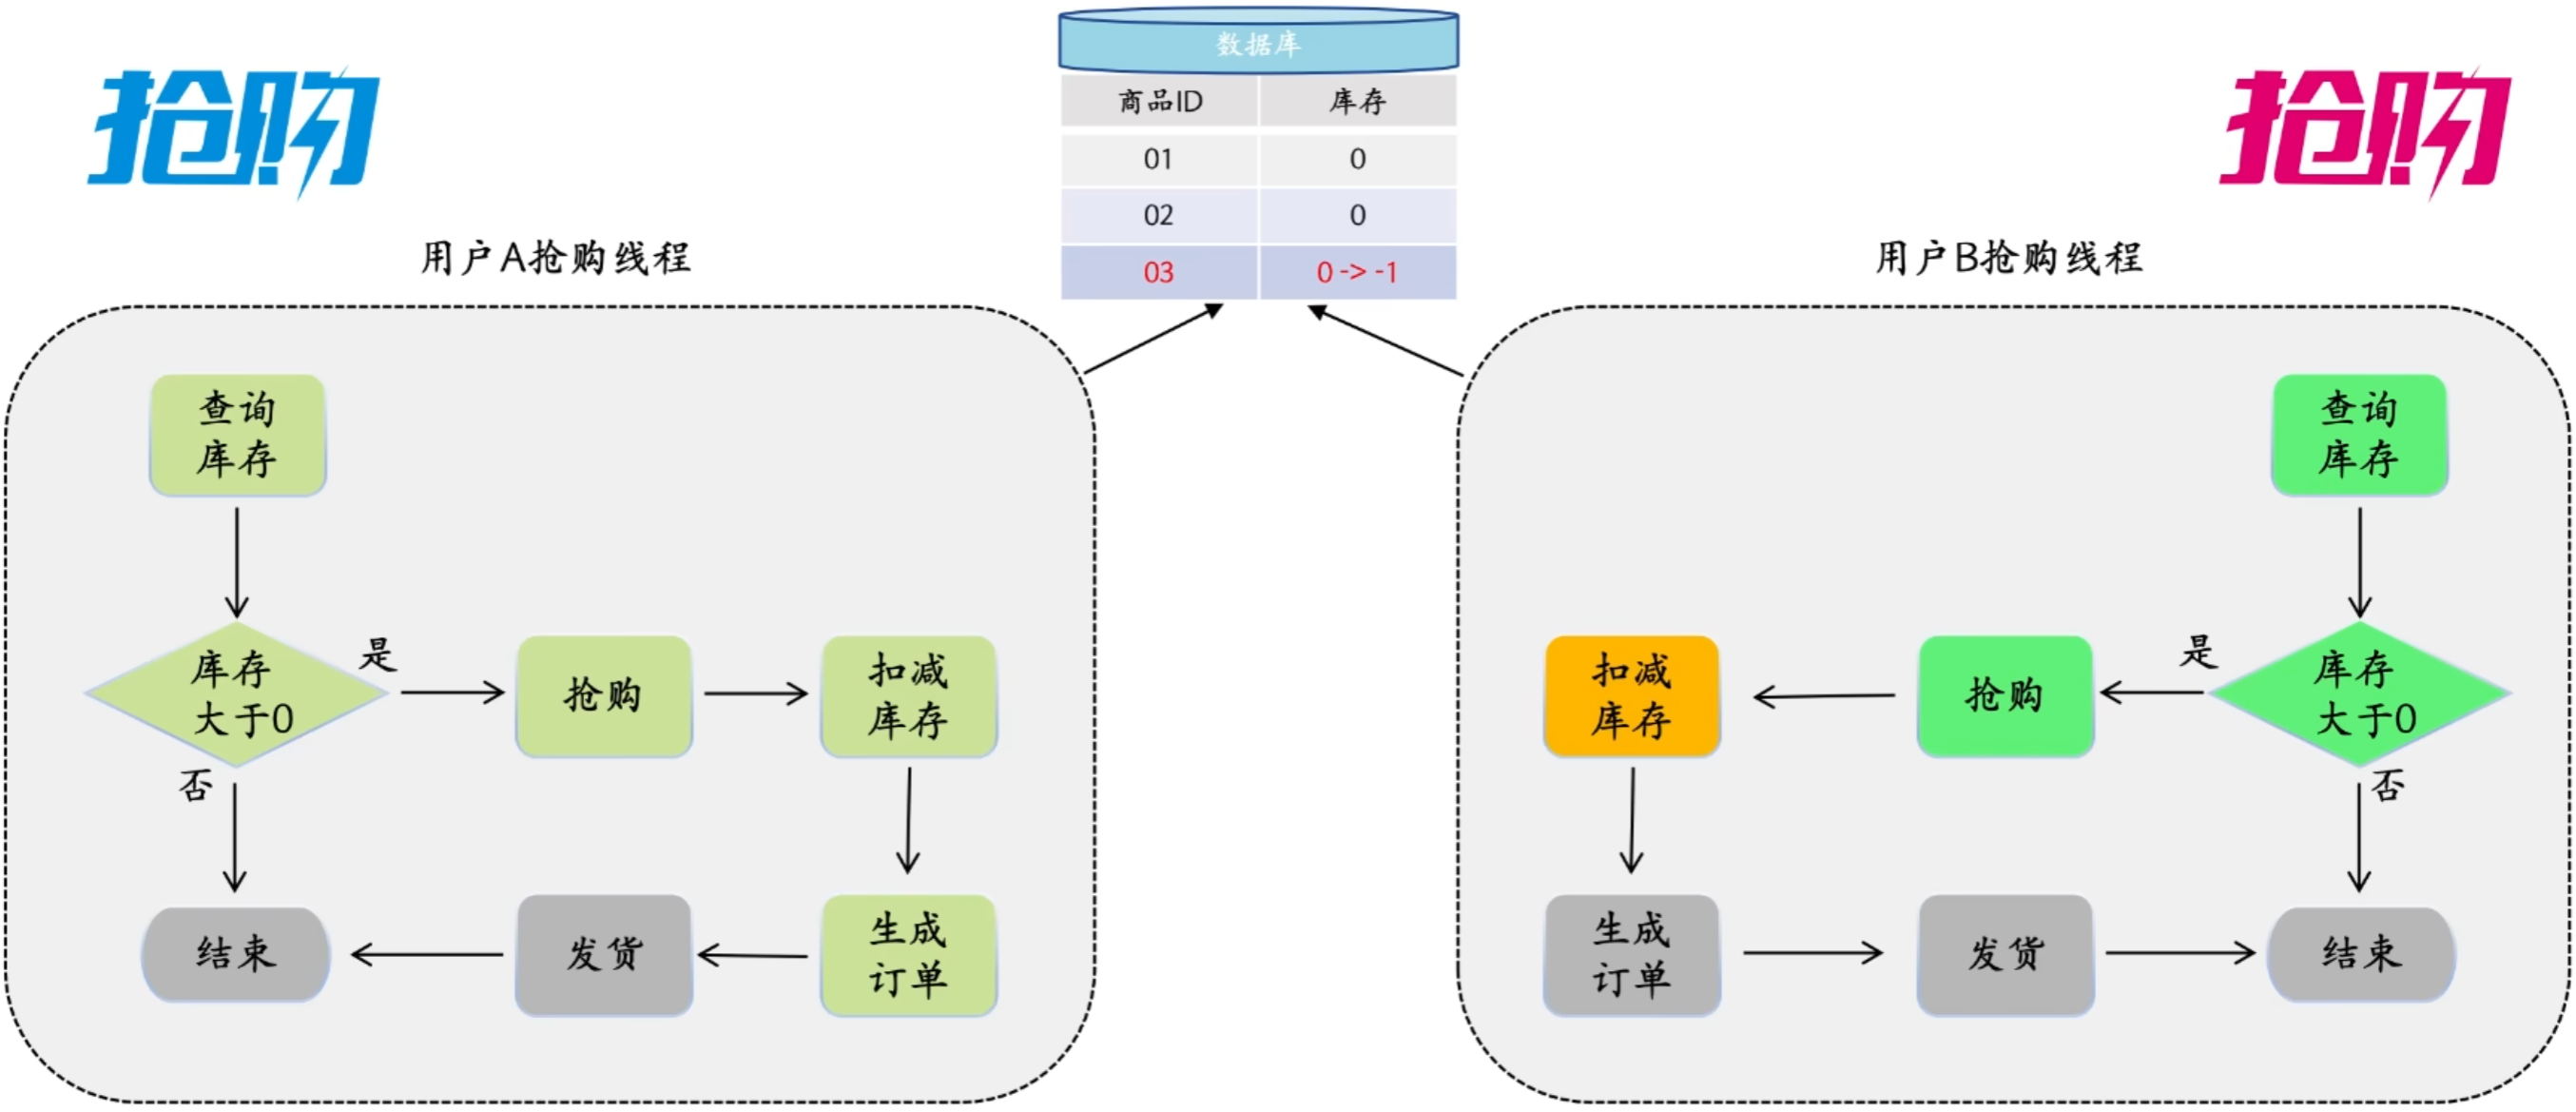 数据库
抢购
抢购
商品ID 库存
01 0
02 0
03 0 -> -1
用户A抢购线程
用户B抢购线程
查询
库存
库存
大于0
是
否
抢购
扣减
库存
生成
订单
发货
结束
查询
库存
库存
大于0
是
否
抢购
扣减
库存
生成
订单
发货
结束